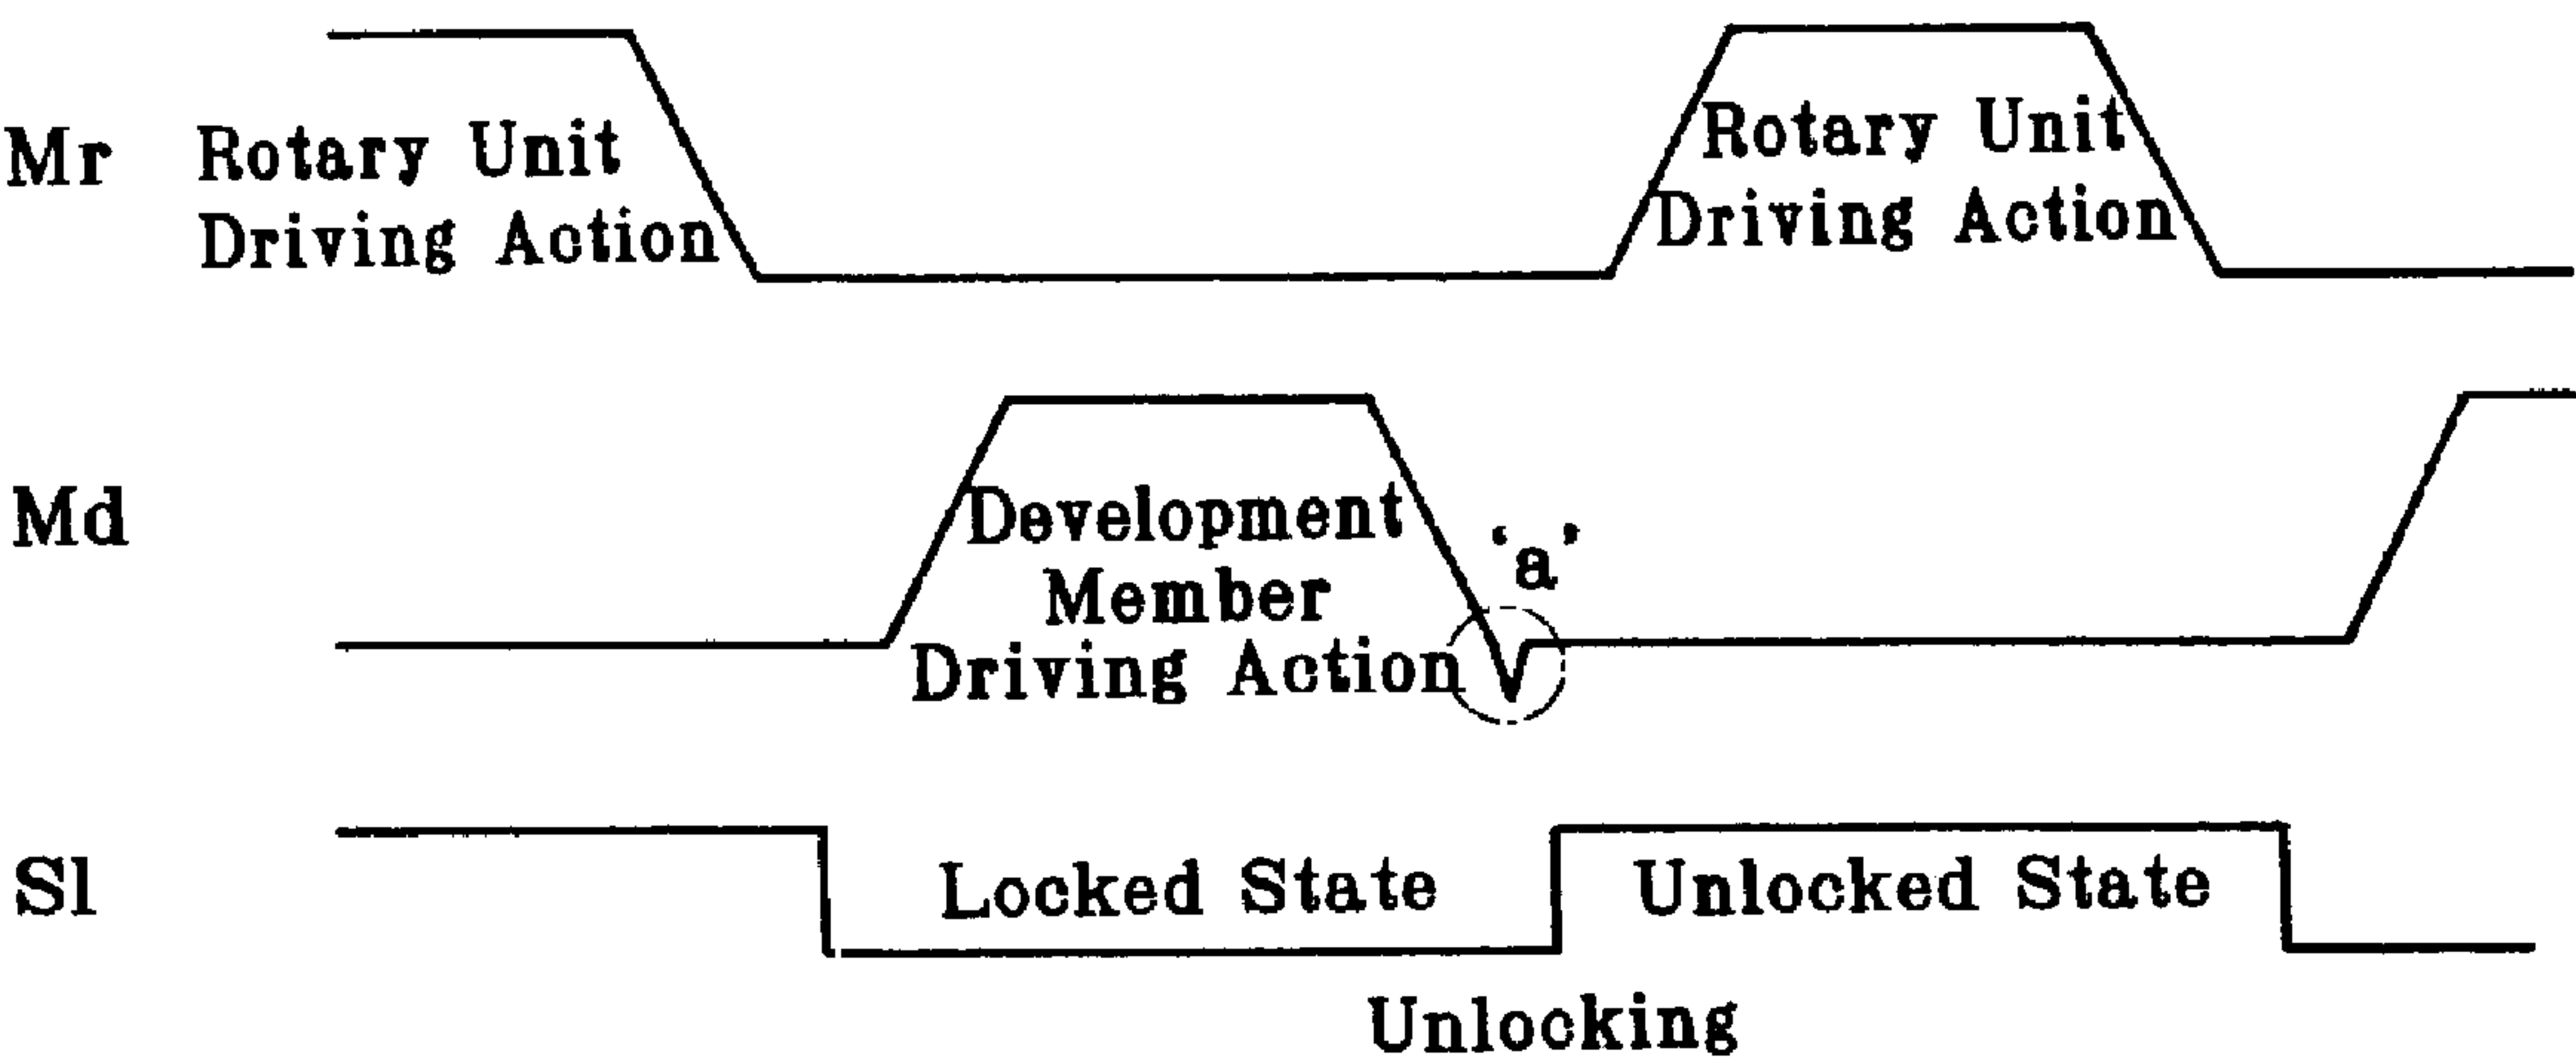 Mr
Rotary Unit
Driving Action
Rotary Unit
Driving Action
Md
Development
Member
Driving Action
‘a’
Sl
Locked State
Unlocked State
Unlocking